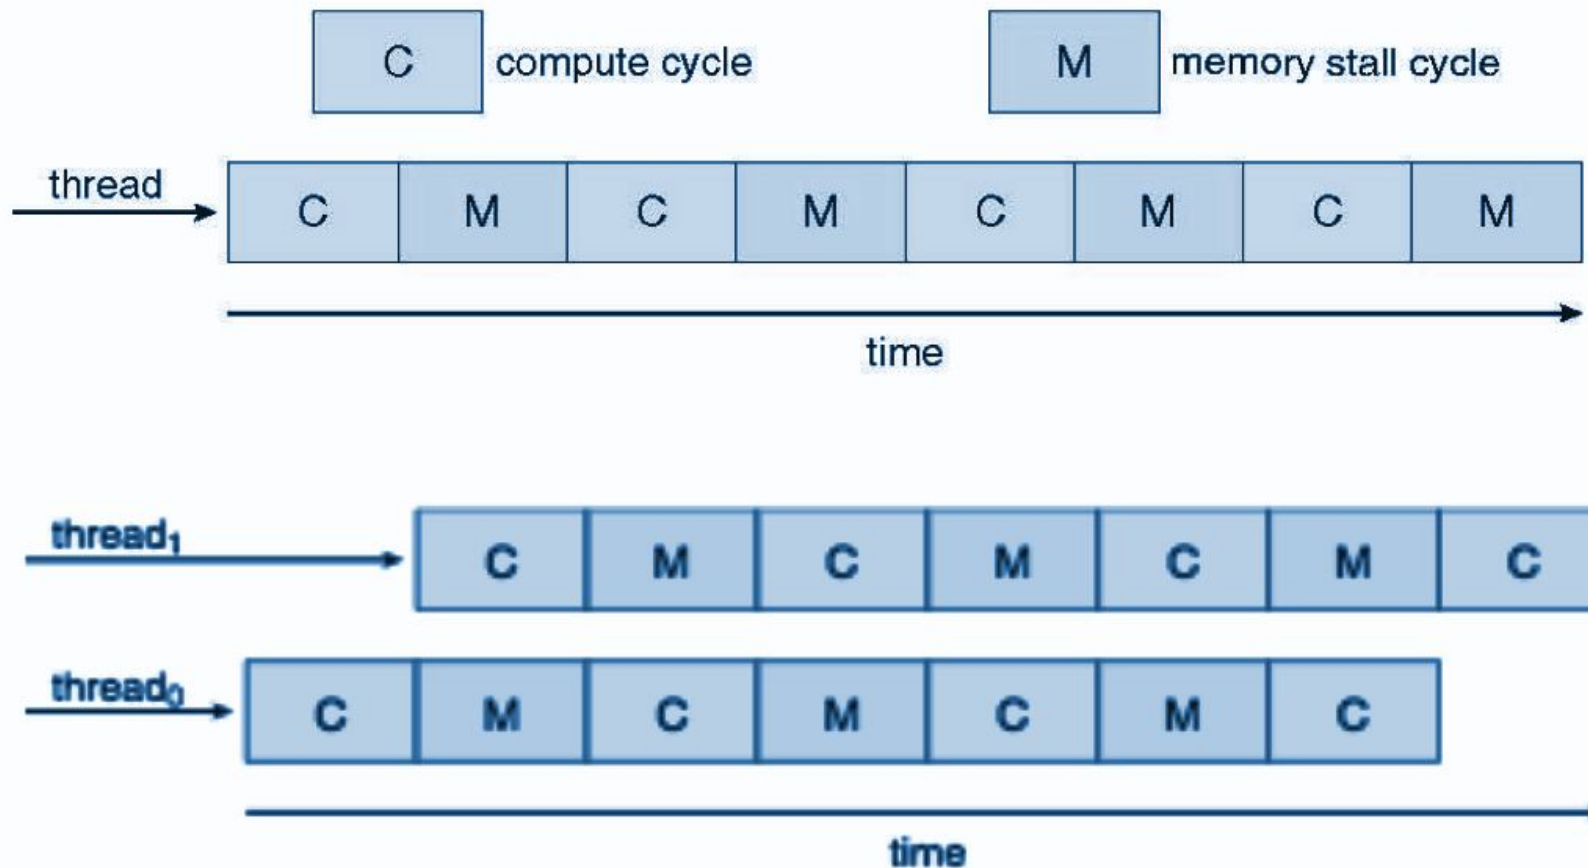 C compute cycle M memory stall cycle
thread
C M C M C M C M
time
thread₁
C M C M C M C
thread₀
C M C M C M C
time